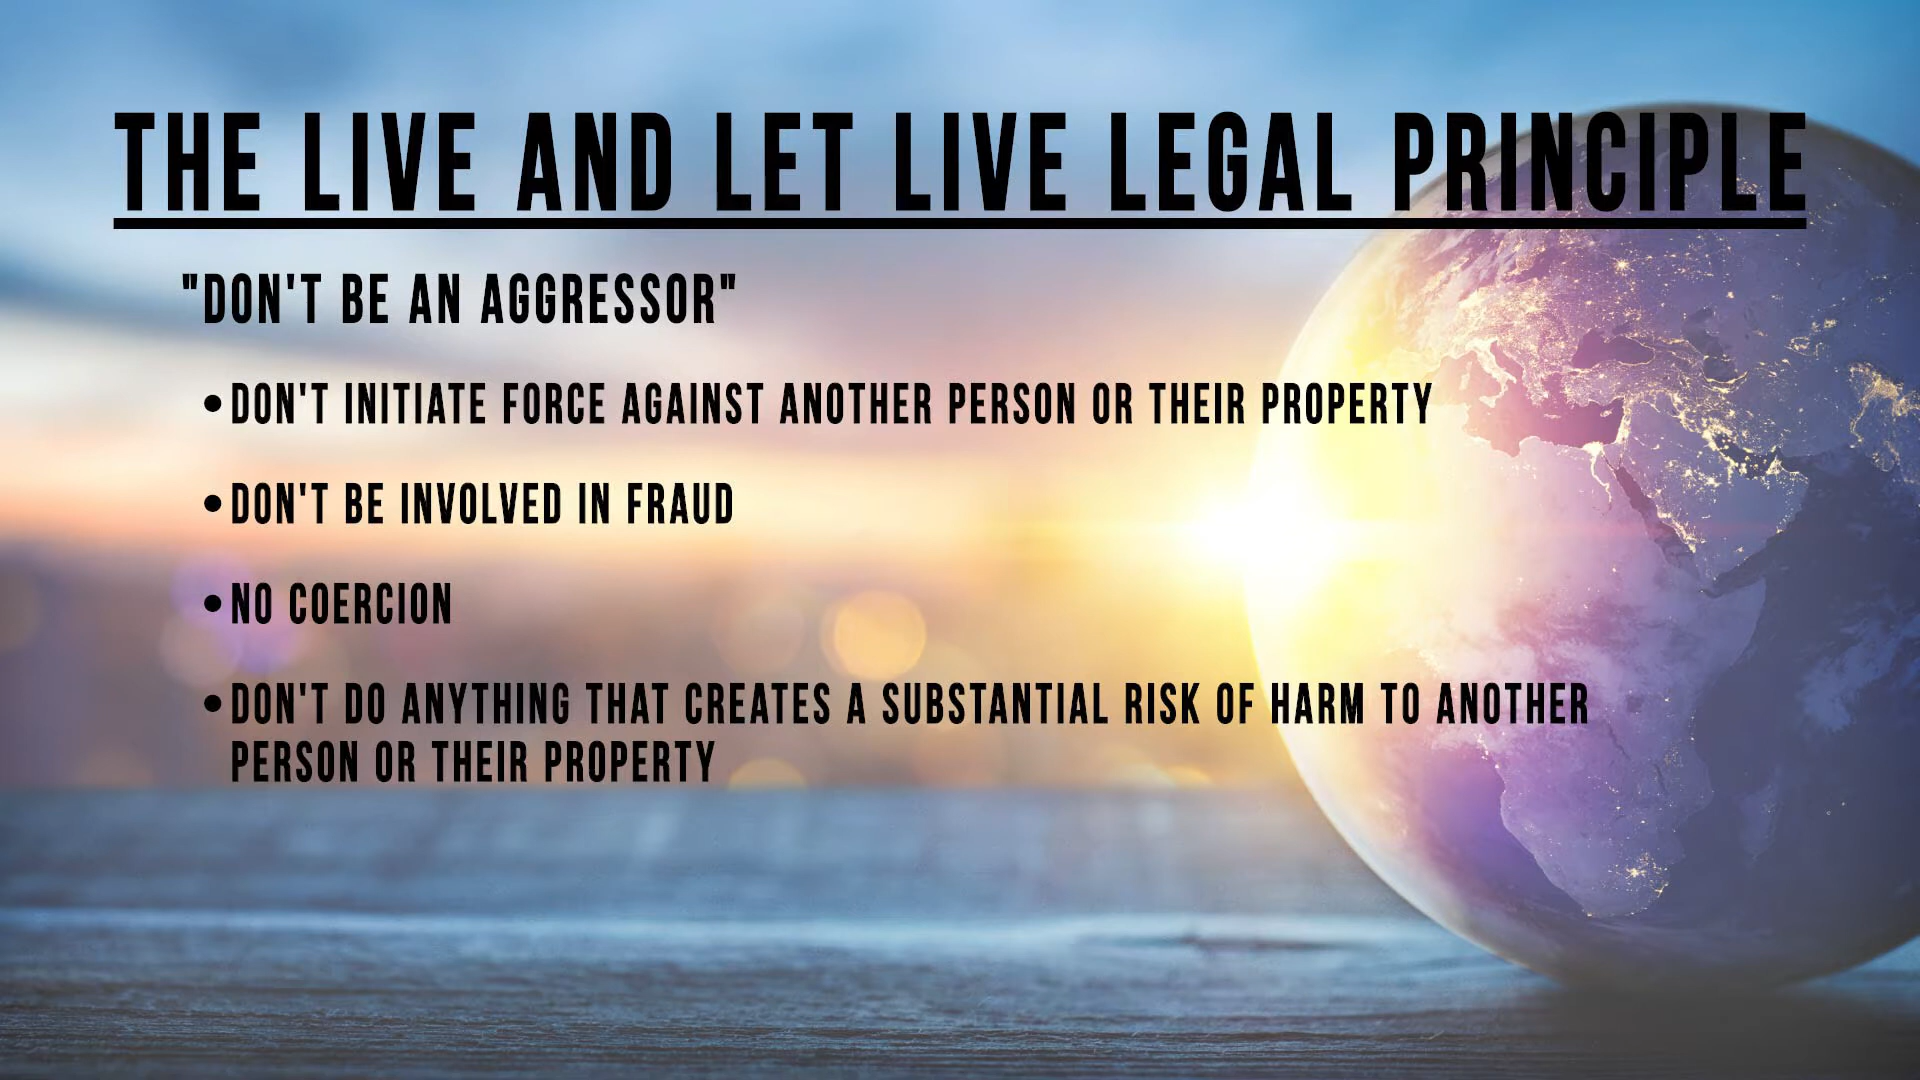 THE LIVE AND LET LIVE LEGAL PRINCIPLE
"DON'T BE AN AGGRESSOR"
•DON'T INITIATE FORCE AGAINST ANOTHER PERSON OR THEIR PROPERTY
•DON'T BE INVOLVED IN FRAUD
•NO COERCION
•DON'T DO ANYTHING THAT CREATES A SUBSTANTIAL RISK OF HARM TO ANOTHER
PERSON OR THEIR PROPERTY